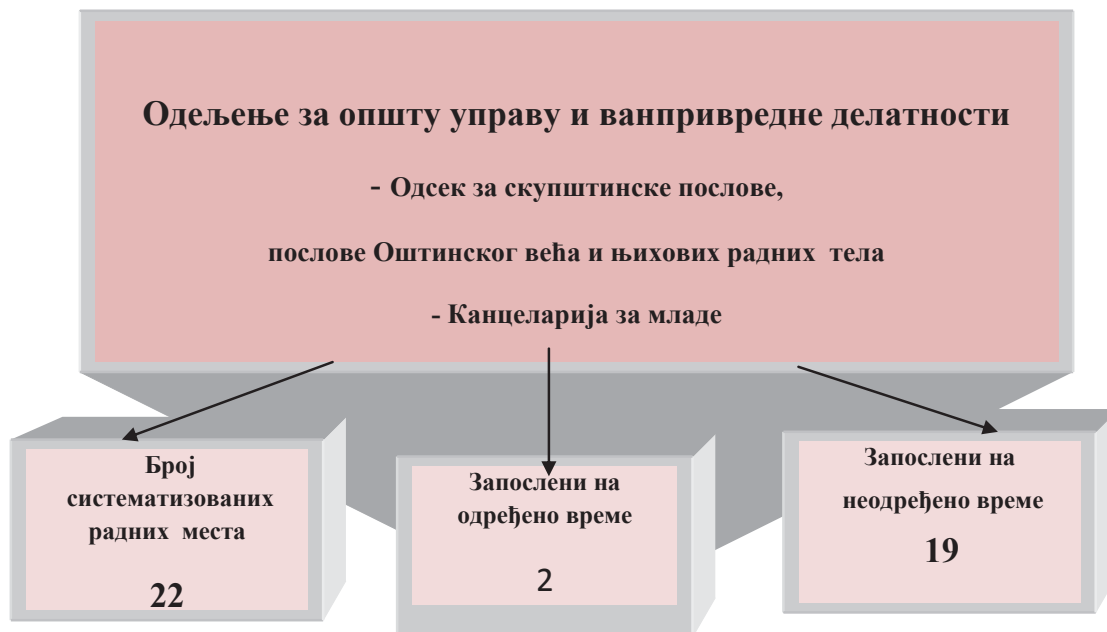 Одељење за општу управу и ванпривредне делатности
- Одсек за скупштинске послове,
послове Оштинског већа и њихових радних тела
- Канцеларија за младе
Број
систематизованих
радних места
22
Запослени на
одређено време
2
Запослени на
неодређено време
19